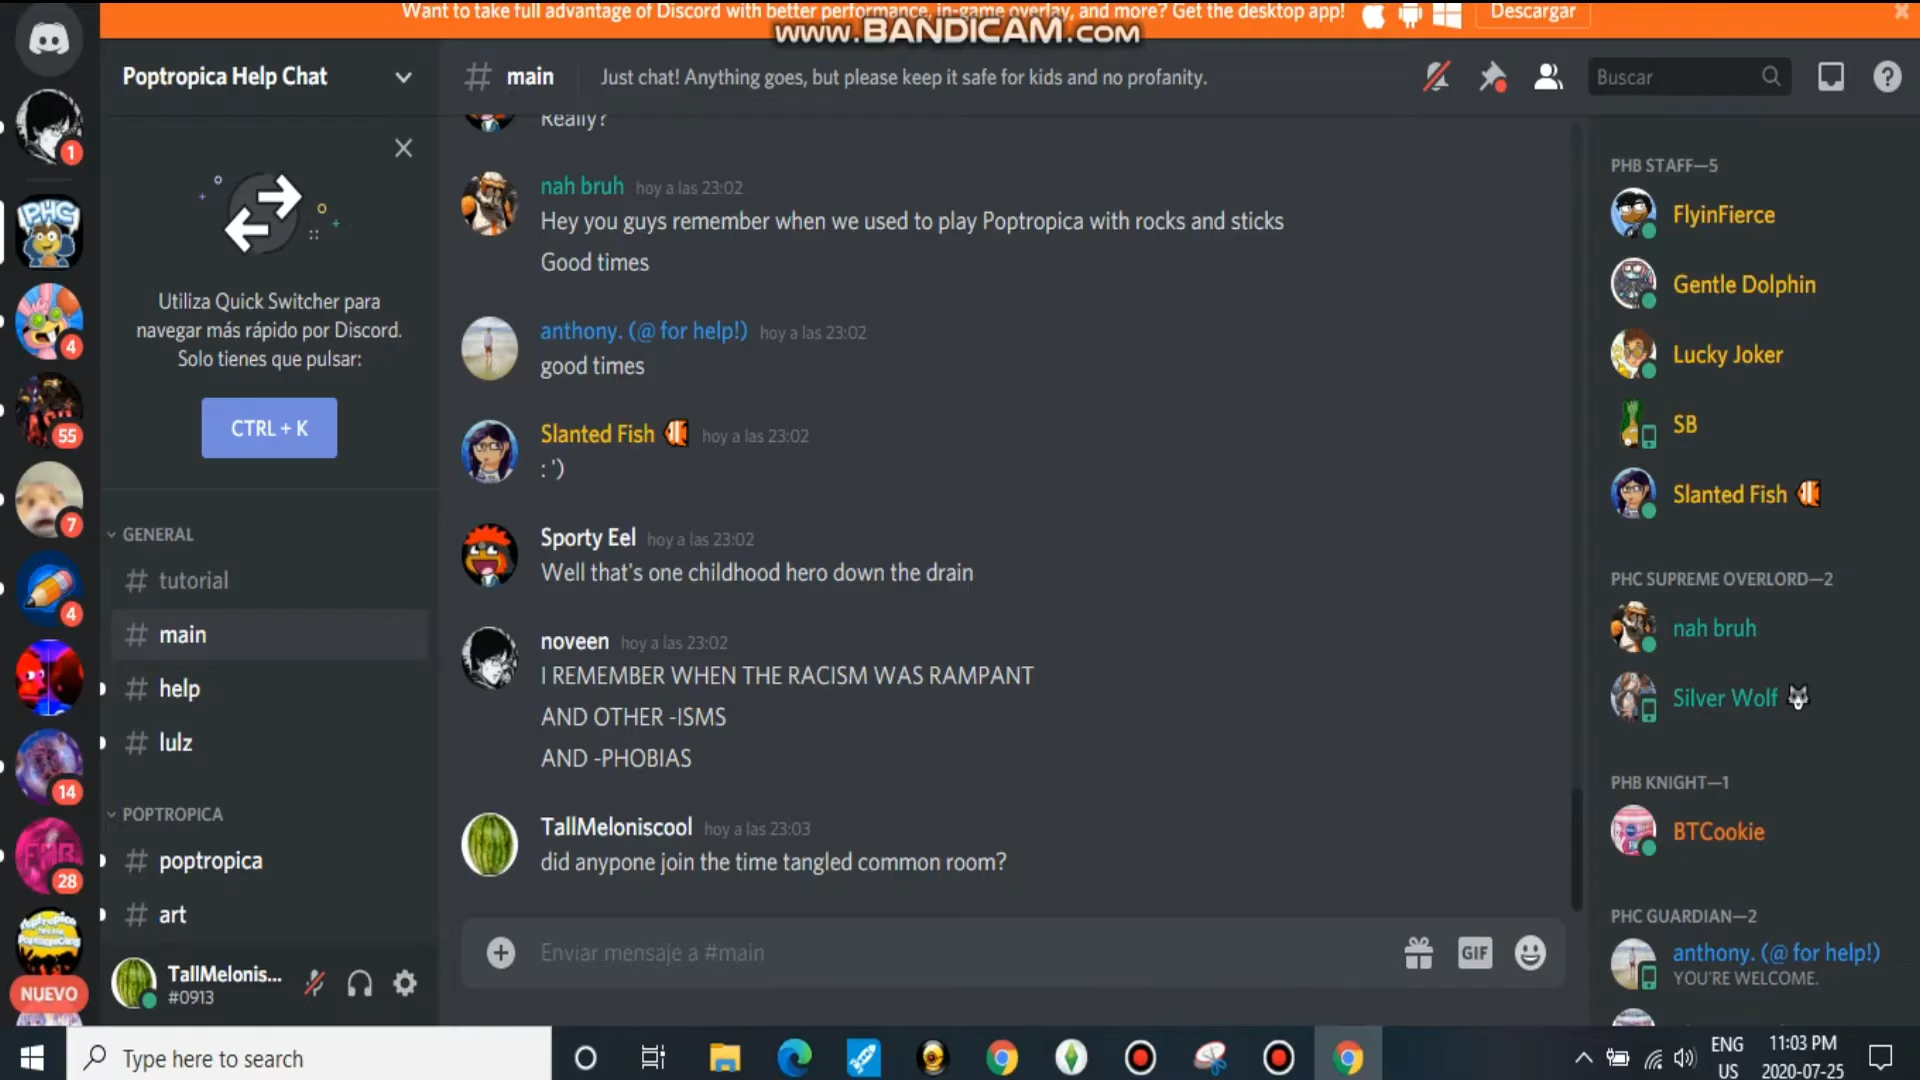 Want to take full advantage of Discord with better performance, in-game overlay, and more? Get the desktop app!
Descargar
www.BANDICAM.com
Poptropica Help Chat
main
Just chat! Anything goes, but please keep it safe for kids and no profanity.
Buscar
1
PHC
4
55
7
4
14
FHB
28
NUEVO
Utiliza Quick Switcher para
navegar más rápido por Discord.
Solo tienes que pulsar:
CTRL + K
GENERAL
# tutorial
# main
# help
# lulz
POPTROPICA
# poptropica
# art
TallMelonis...
#0913
Really?
nah bruh hoy a las 23:02
Hey you guys remember when we used to play Poptropica with rocks and sticks
Good times
anthony. (@ for help!) hoy a las 23:02
good times
Slanted Fish hoy a las 23:02
: ')
Sporty Eel hoy a las 23:02
Well that's one childhood hero down the drain
noveen hoy a las 23:02
I REMEMBER WHEN THE RACISM WAS RAMPANT
AND OTHER -ISMS
AND -PHOBIAS
TallMeloniscool hoy a las 23:03
did anypone join the time tangled common room?
Enviar mensaje a #main
GIF
PHB STAFF—5
FlyinFierce
Gentle Dolphin
Lucky Joker
SB
Slanted Fish
PHC SUPREME OVERLORD—2
nah bruh
Silver Wolf
PHB KNIGHT—1
BTCookie
PHC GUARDIAN—2
anthony. (@ for help!)
YOU'RE WELCOME.
Type here to search
ENG
US
11:03 PM
2020-07-25